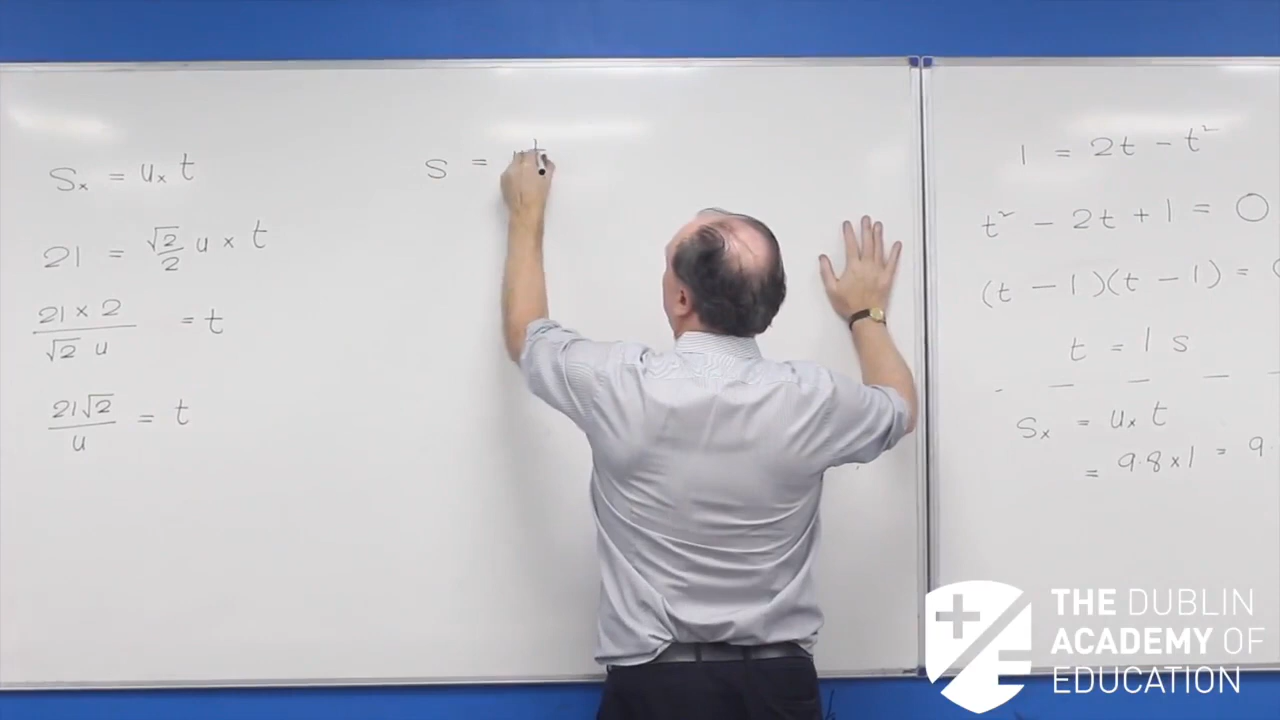 Sₓ = uₓ t
21 = √2/2 u × t
21 × 2 / √2 u = t
21√2 / u = t
S = ut
1 = 2t − t²
t² − 2t + 1 = 0
(t − 1)(t − 1) =
t = 1 s
Sₓ = uₓ t
= 9.8 × 1 = 9.
THE DUBLIN
ACADEMY OF
EDUCATION